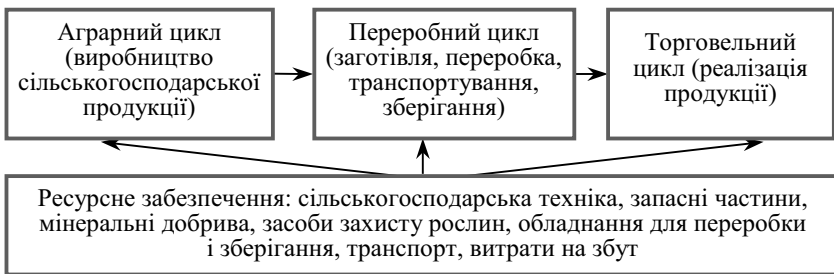 Аграрний цикл
(виробництво
сільськогосподарської
продукції)
Переробний цикл
(заготівля, переробка,
транспортування,
зберігання)
Торговельний
цикл (реалізація
продукції)
Ресурсне забезпечення: сільськогосподарська техніка, запасні частини,
мінеральні добрива, засоби захисту рослин, обладнання для переробки
і зберігання, транспорт, витрати на збут